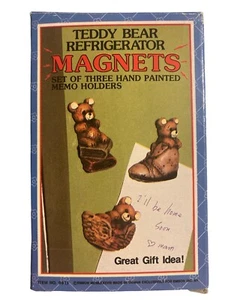 TEDDY BEAR
REFRIGERATOR
MAGNETS
SET OF THREE HAND PAINTED
MEMO HOLDERS
I'll be home
Soon
♡ mom
Great Gift Idea!